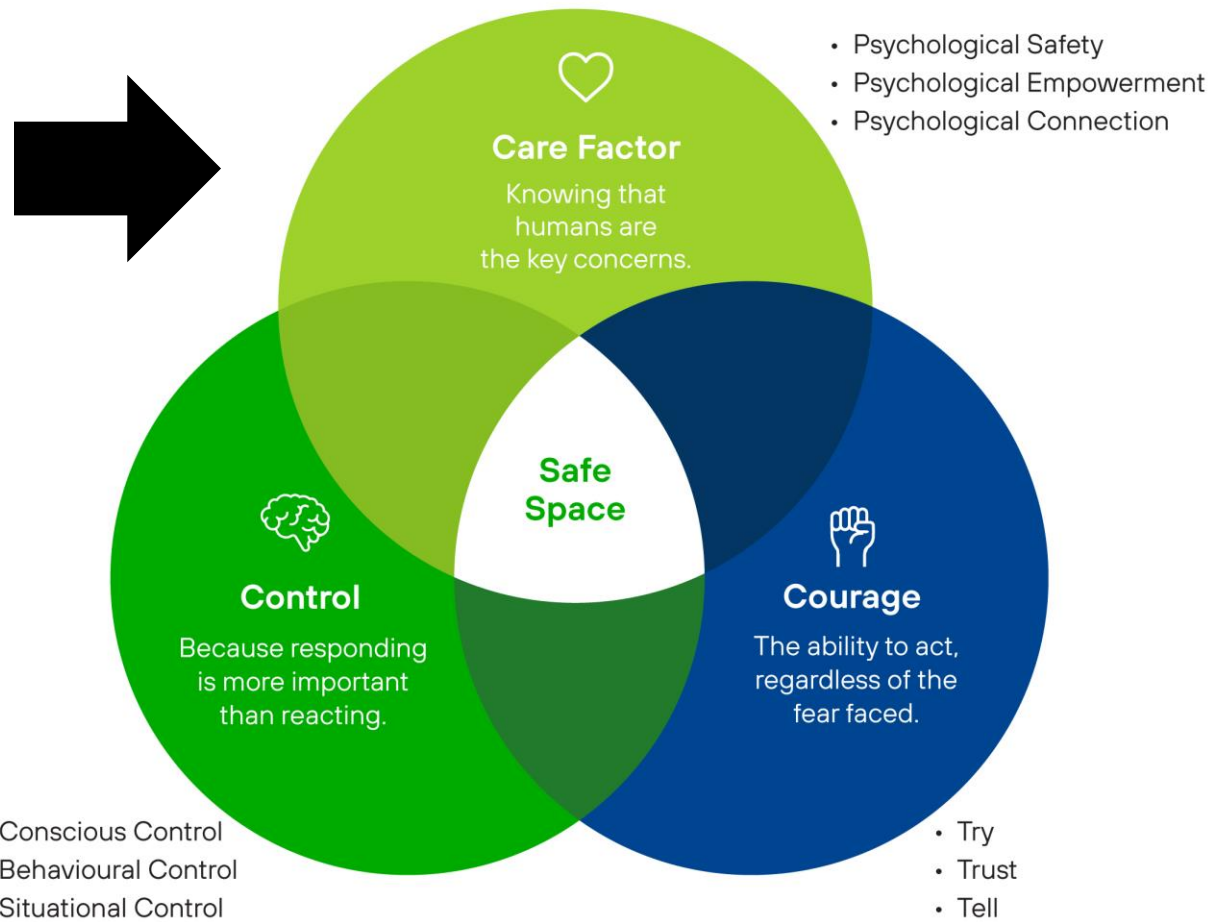 • Psychological Safety
• Psychological Empowerment
• Psychological Connection
Care Factor
Knowing that
humans are
the key concerns.
Safe
Space
Control
Because responding
is more important
than reacting.
Courage
The ability to act,
regardless of the
fear faced.
Conscious Control
Behavioural Control
Situational Control
• Try
• Trust
• Tell